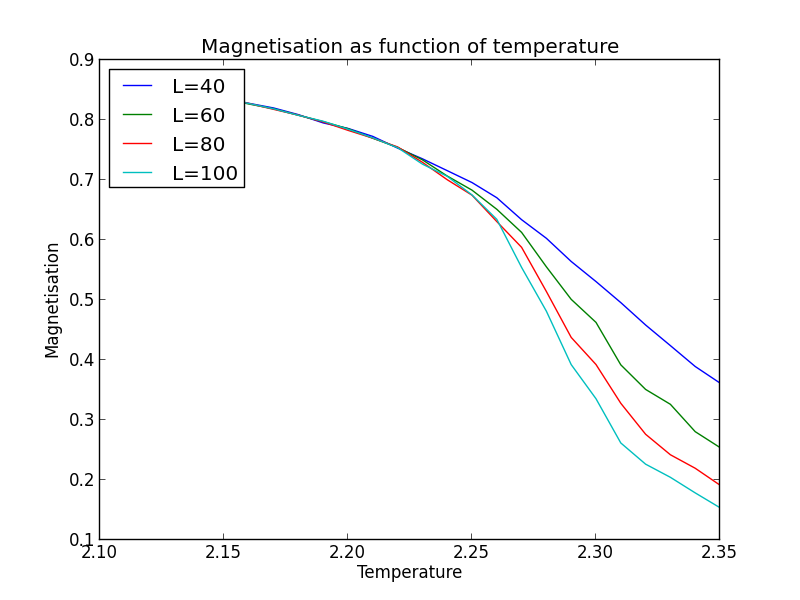 Magnetisation as function of temperature
0.9
L=40
L=60
L=80
L=100
0.8
0.7
0.6
0.5
0.4
0.3
0.2
0.1
Magnetisation
2.10 2.15 2.20 2.25 2.30 2.35
Temperature